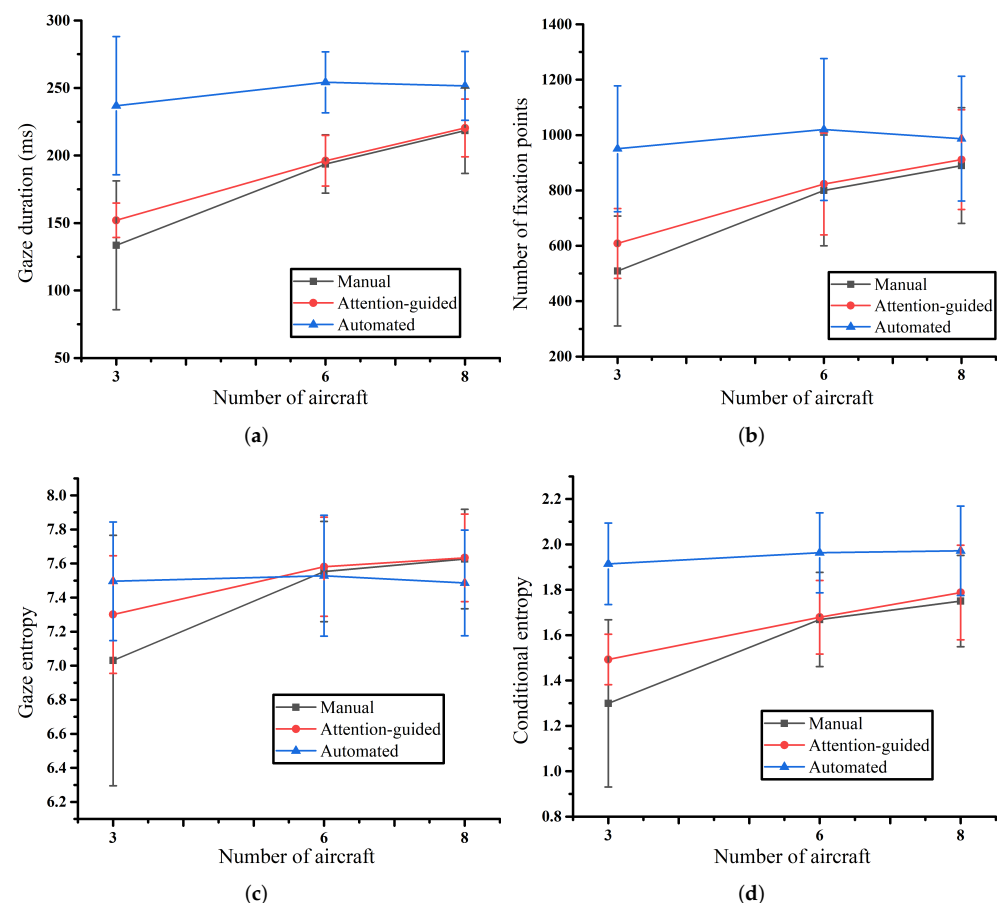 300
250
200
150
100
50
Gaze duration (ms)
Manual
Attention-guided
Automated
3
6
8
Number of aircraft
(a)
1400
1200
1000
800
600
400
200
Number of fixation points
Manual
Attention-guided
Automated
3
6
8
Number of aircraft
(b)
8.0
7.8
7.6
7.4
7.2
7.0
6.8
6.6
6.4
6.2
Gaze entropy
Manual
Attention-guided
Automated
3
6
8
Number of aircraft
(c)
2.2
2.0
1.8
1.6
1.4
1.2
1.0
0.8
Conditional entropy
Manual
Attention-guided
Automated
3
6
8
Number of aircraft
(d)